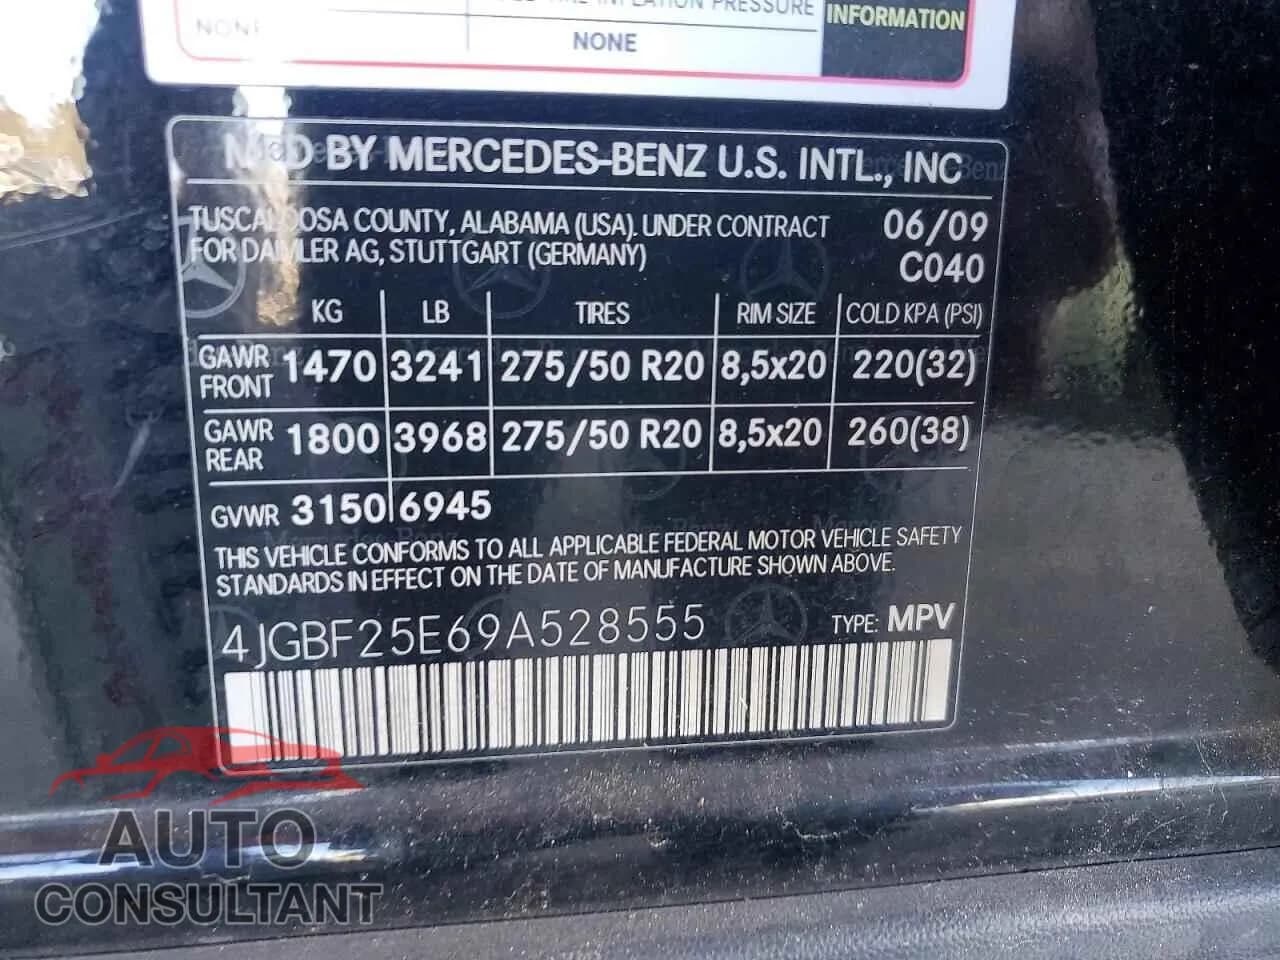 INFLATION PRESSURE
INFORMATION
NONE
NONE
MFD BY MERCEDES-BENZ U.S. INTL., INC
TUSCALOOSA COUNTY, ALABAMA (USA). UNDER CONTRACT 06/09
FOR DAIMLER AG, STUTTGART (GERMANY) C040
KG LB TIRES RIM SIZE COLD KPA (PSI)
GAWR FRONT 1470 3241 275/50 R20 8,5x20 220(32)
GAWR REAR 1800 3968 275/50 R20 8,5x20 260(38)
GVWR 3150 6945
THIS VEHICLE CONFORMS TO ALL APPLICABLE FEDERAL MOTOR VEHICLE SAFETY
STANDARDS IN EFFECT ON THE DATE OF MANUFACTURE SHOWN ABOVE.
4JGBF25E69A528555 TYPE: MPV
AUTO
CONSULTANT